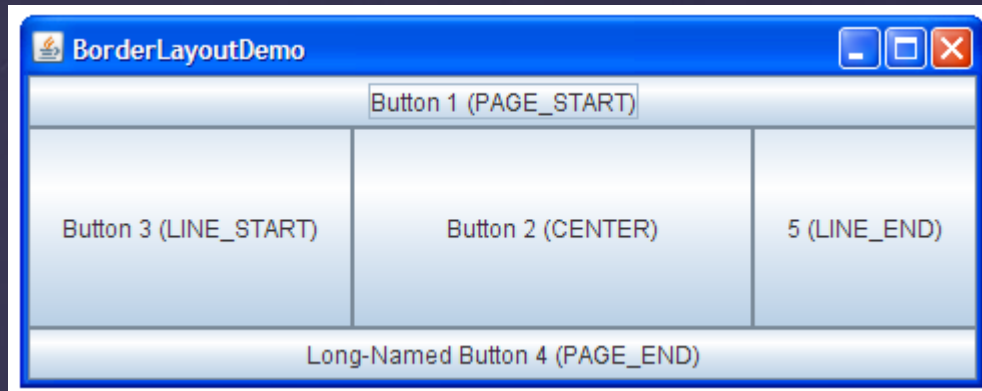 BorderLayoutDemo
Button 1 (PAGE_START)
Button 3 (LINE_START)
Button 2 (CENTER)
5 (LINE_END)
Long-Named Button 4 (PAGE_END)